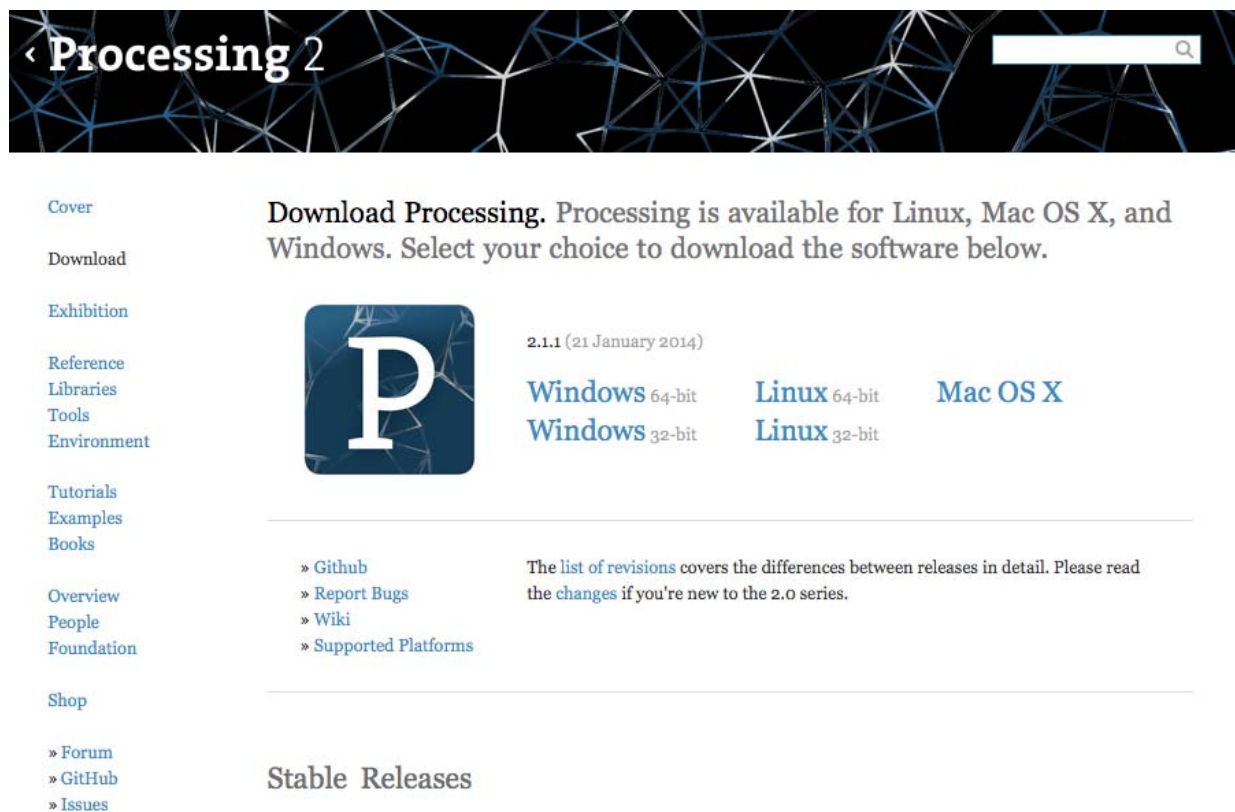 ‹ Processing 2
Cover
Download
Exhibition
Reference
Libraries
Tools
Environment
Tutorials
Examples
Books
Overview
People
Foundation
Shop
» Forum
» GitHub
» Issues
Download Processing. Processing is available for Linux, Mac OS X, and
Windows. Select your choice to download the software below.
P
2.1.1 (21 January 2014)
Windows 64-bit Linux 64-bit Mac OS X
Windows 32-bit Linux 32-bit
» Github
» Report Bugs
» Wiki
» Supported Platforms
The list of revisions covers the differences between releases in detail. Please read
the changes if you're new to the 2.0 series.
Stable Releases